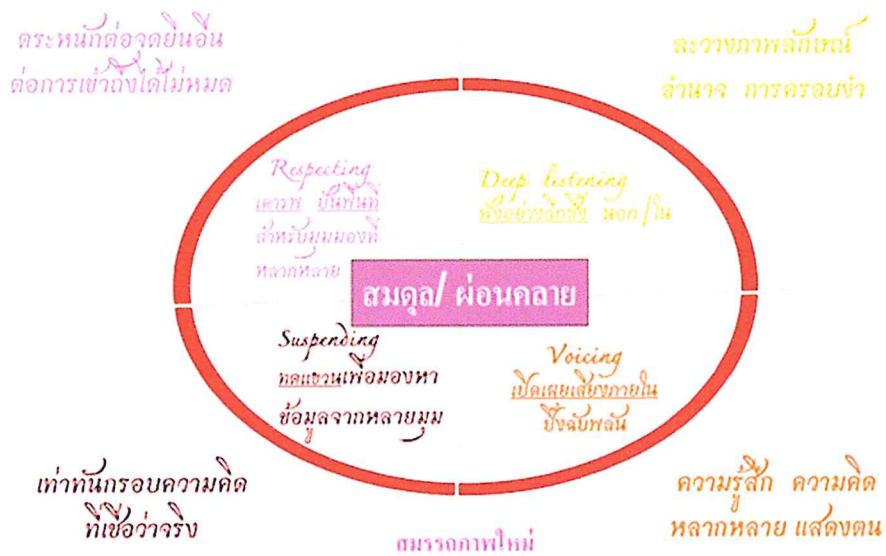 ตระหนักต่อจุดยืนอื่น
ต่อการเข้าถึงได้ไม่หมด
ละวางภาพลักษณ์
อำนาจ การครอบงำ
Respecting
เคารพ ปันพื้นที่
สำหรับมุมมองที่
หลากหลาย
Deep listening
ฟังอย่างลึกซึ้ง นอก/ใน
สมดุล/ ผ่อนคลาย
Suspending
หดแขวนเพื่อมองหา
ข้อมูลจากหลายมุม
Voicing
เปิดเผยเสียงภายใน
ปิ๊งฉับพลัน
เท่าทันกรอบความคิด
ที่เชื่อว่าจริง
ความรู้สึก ความคิด
หลากหลาย แสดงตน
สมรรถภาพใหม่